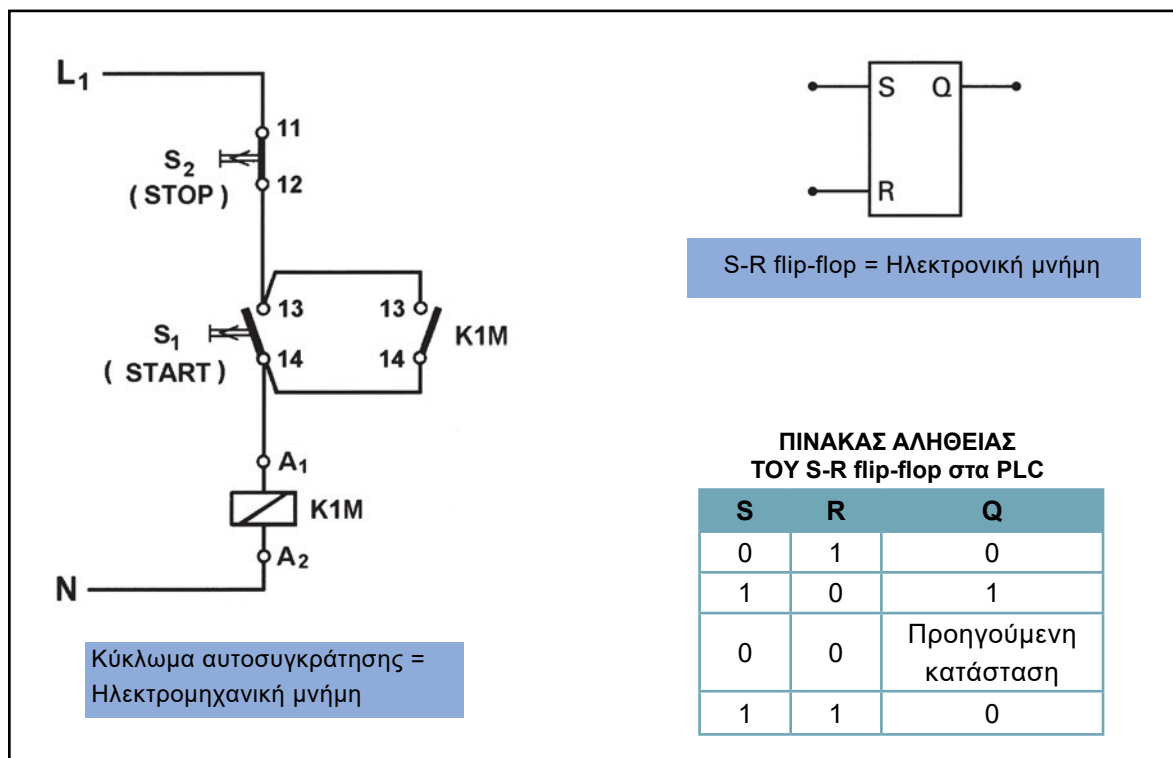 L1
11
S2
( STOP )
12
13
13
S1
K1M
( START )
14
14
A1
K1M
A2
N
Κύκλωμα αυτοσυγκράτησης =
Ηλεκτρομηχανική μνήμη
S Q
R
S-R flip-flop = Ηλεκτρονική μνήμη
ΠΙΝΑΚΑΣ ΑΛΗΘΕΙΑΣ
ΤΟΥ S-R flip-flop στα PLC
S R Q
0 1 0
1 0 1
0 0 Προηγούμενη
κατάσταση
1 1 0